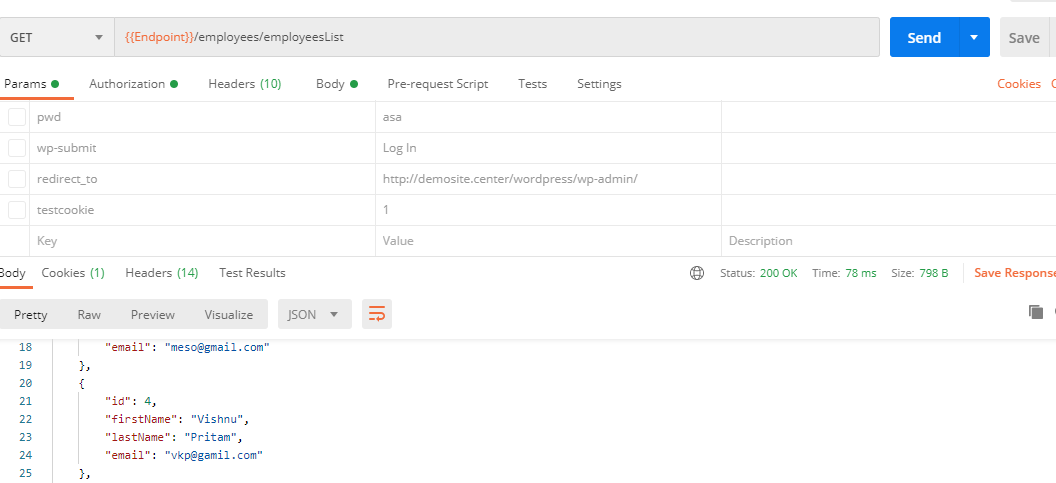 GET {{Endpoint}}/employees/employeesList Send Save
Params Authorization Headers (10) Body Pre-request Script Tests Settings Cookies
pwd asa
wp-submit Log In
redirect_to http://demosite.center/wordpress/wp-admin/
testcookie 1
Key Value Description
Body Cookies (1) Headers (14) Test Results Status: 200 OK Time: 78 ms Size: 798 B Save Response
Pretty Raw Preview Visualize JSON
18 "email": "meso@gmail.com"
19 },
20 {
21 "id": 4,
22 "firstName": "Vishnu",
23 "lastName": "Pritam",
24 "email": "vkp@gamil.com"
25 },